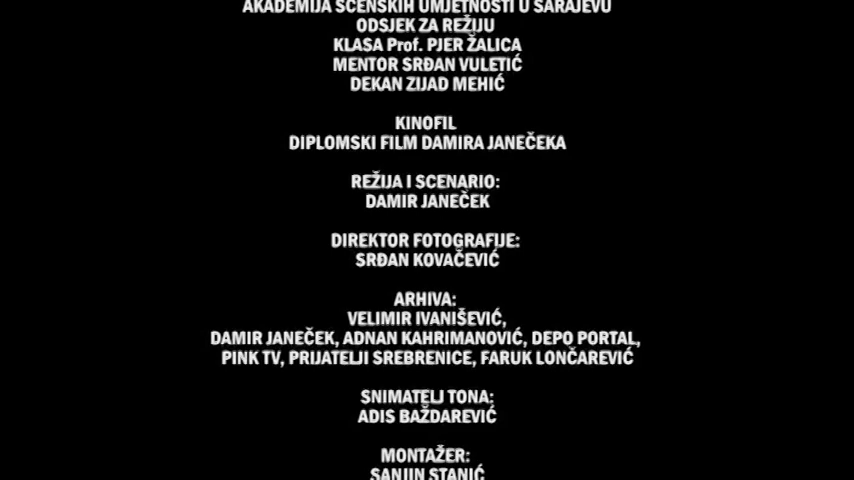 AKADEMIJA SCENSKIH UMJETNOSTI U SARAJEVU
ODSJEK ZA REŽIJU
KLASA Prof. PJER ŽALICA
MENTOR SRĐAN VULETIĆ
DEKAN ZIJAD MEHIĆ
KINOFIL
DIPLOMSKI FILM DAMIRA JANEČEKA
REŽIJA I SCENARIO:
DAMIR JANEČEK
DIREKTOR FOTOGRAFIJE:
SRĐAN KOVAČEVIĆ
ARHIVA:
VELIMIR IVANIŠEVIĆ,
DAMIR JANEČEK, ADNAN KAHRIMANOVIĆ, DEPO PORTAL,
PINK TV, PRIJATELJI SREBRENICE, FARUK LONČAREVIĆ
SNIMATELJ TONA:
ADIS BAŽDAREVIĆ
MONTAŽER:
SANJIN STANIĆ